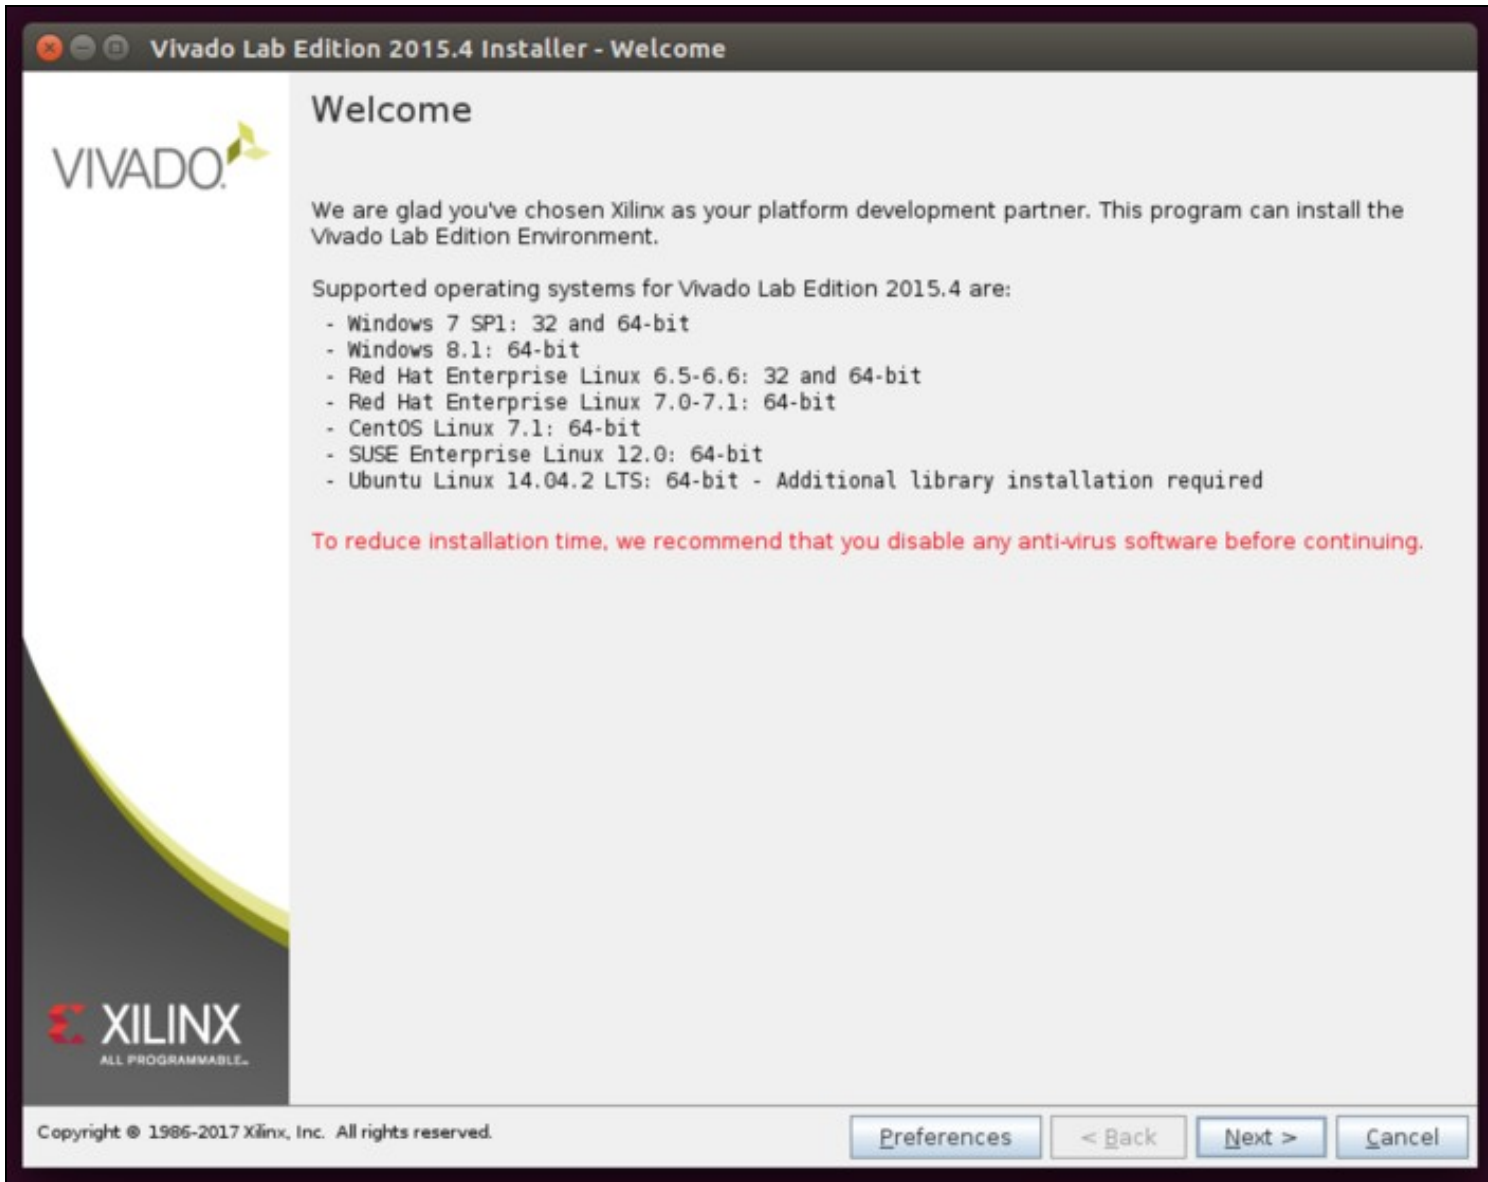 Vivado Lab Edition 2015.4 Installer - Welcome
VIVADO.
Welcome
We are glad you've chosen Xilinx as your platform development partner. This program can install the
Vivado Lab Edition Environment.
Supported operating systems for Vivado Lab Edition 2015.4 are:
- Windows 7 SP1: 32 and 64-bit
- Windows 8.1: 64-bit
- Red Hat Enterprise Linux 6.5-6.6: 32 and 64-bit
- Red Hat Enterprise Linux 7.0-7.1: 64-bit
- CentOS Linux 7.1: 64-bit
- SUSE Enterprise Linux 12.0: 64-bit
- Ubuntu Linux 14.04.2 LTS: 64-bit - Additional library installation required
To reduce installation time, we recommend that you disable any anti-virus software before continuing.
XILINX
ALL PROGRAMMABLE™
Copyright © 1986-2017 Xilinx, Inc. All rights reserved.
Preferences < Back Next > Cancel